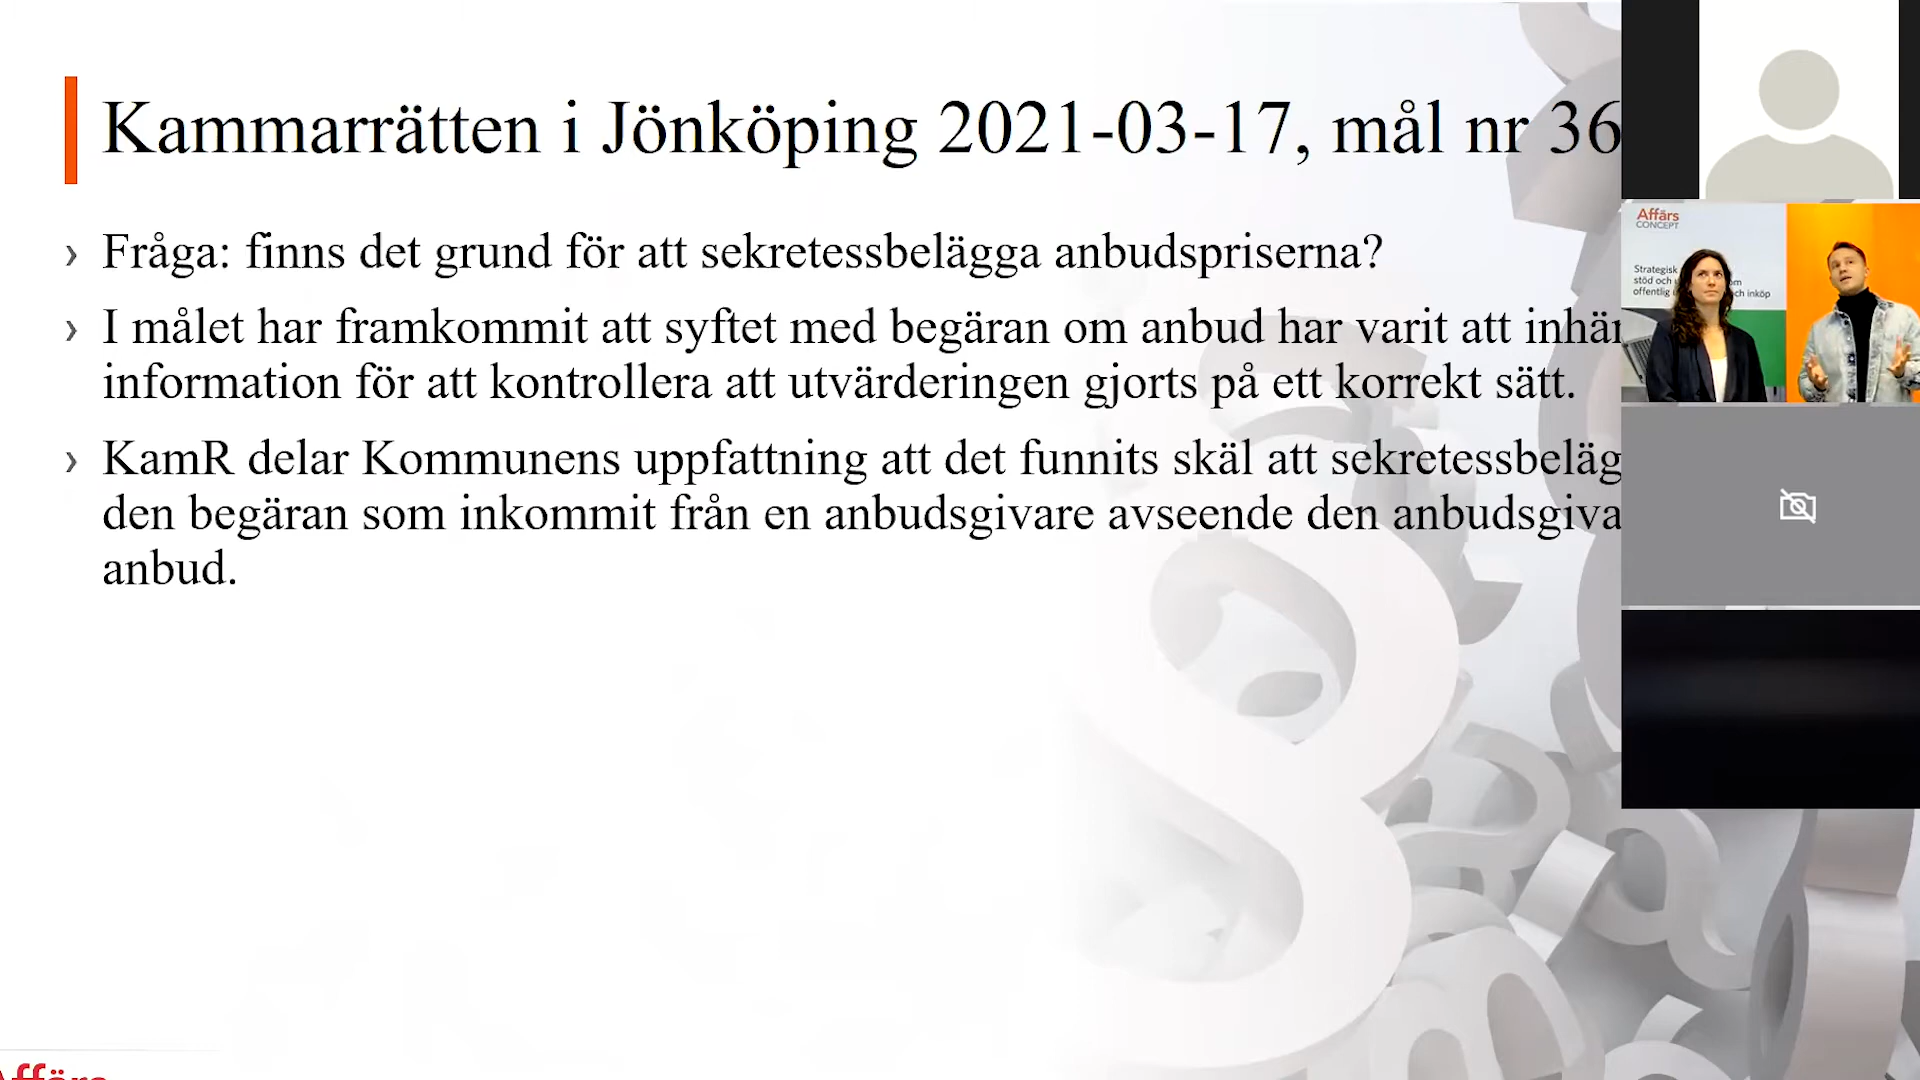 Kammarrätten i Jönköping 2021-03-17, mål nr 36
› Fråga: finns det grund för att sekretessbelägga anbudspriserna?
› I målet har framkommit att syftet med begäran om anbud har varit att
information för att kontrollera att utvärderingen gjorts på ett korrekt sätt.
› KamR delar Kommunens uppfattning att det funnits skäl att sekretessbeläg
den begäran som inkommit från en anbudsgivare avseende den anbudsgiva
anbud.
Affärs
CONCEPT
Strategisk
stöd och
offentlig ch inköp
Affärs